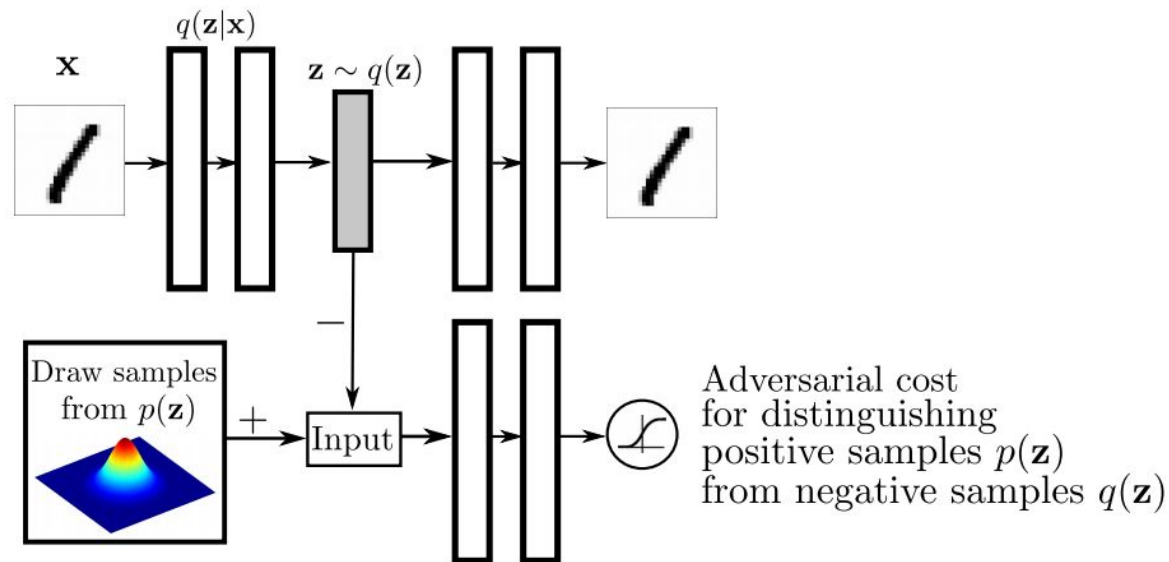 q(z|x)
x
z ∼ q(z)
−
Draw samples
from p(z)
+
Input
Adversarial cost
for distinguishing
positive samples p(z)
from negative samples q(z)